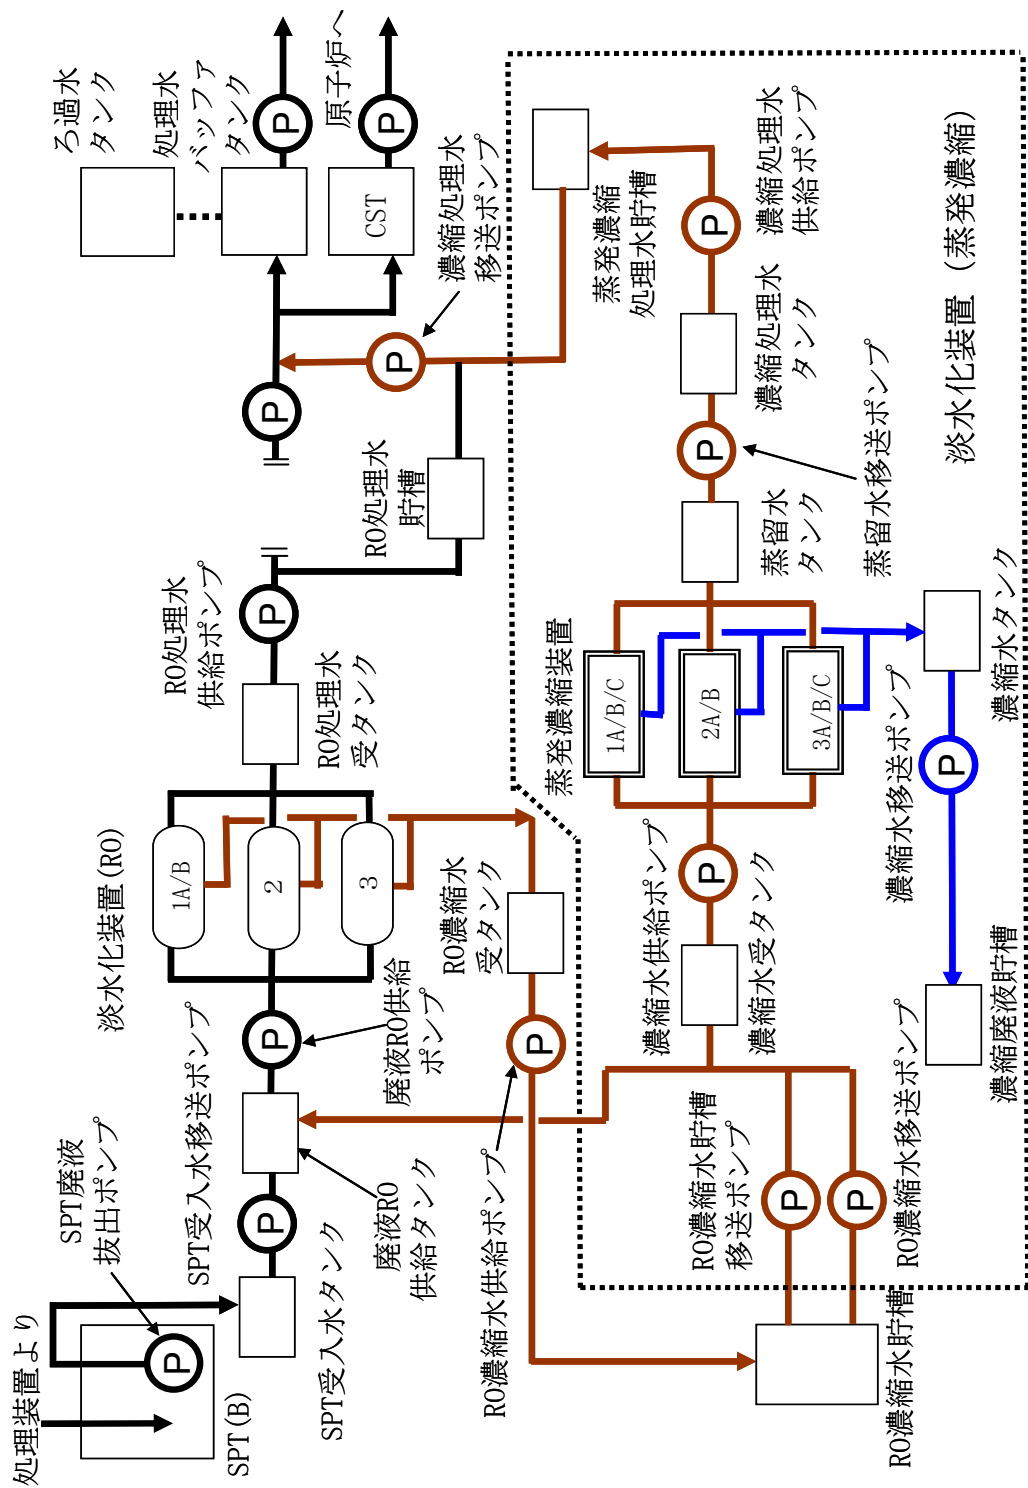 処理装置より
SPT(B)
SPT廃液
抜出ポンプ
P
SPT受入水タンク
P
SPT受入水移送ポンプ
廃液RO
供給タンク
P
廃液RO供給
ポンプ
淡水化装置(RO)
1A/B
2
3
RO処理水
受タンク
P
RO処理水
供給ポンプ
RO処理水
貯槽
P
ろ過水
タンク
処理水
バッファ
タンク
P
CST
P
原子炉へ
P
濃縮処理水
移送ポンプ
RO濃縮水
受タンク
P
RO濃縮水供給ポンプ
RO濃縮水貯槽
P
RO濃縮水貯槽
移送ポンプ
P
RO濃縮水移送ポンプ
濃縮水受タンク
P
濃縮水供給ポンプ
蒸発濃縮装置
1A/B/C
2A/B
3A/B/C
蒸留水
タンク
P
蒸留水移送ポンプ
濃縮処理水
タンク
P
濃縮処理水
供給ポンプ
蒸発濃縮
処理水貯槽
濃縮水タンク
P
濃縮水移送ポンプ
濃縮廃液貯槽
淡水化装置 (蒸発濃縮)